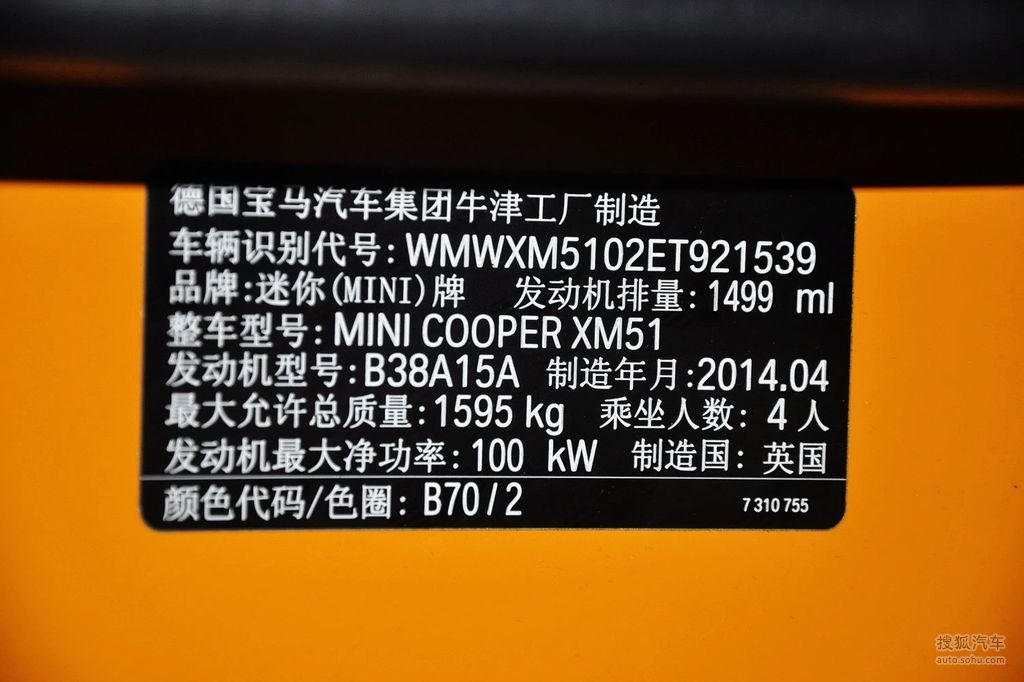 德国宝马汽车集团牛津工厂制造
车辆识别代号: WMWXM5102ET921539
品牌:迷你(MINI)牌 发动机排量: 1499 ml
整车型号: MINI COOPER XM51
发动机型号:B38A15A 制造年月:2014.04
最大允许总质量:1595 kg 乘坐人数: 4 人
发动机最大净功率: 100 kW 制造国: 英国
颜色代码/色圈: B70/2 7 310 755
搜狐汽车
auto.sohu.com